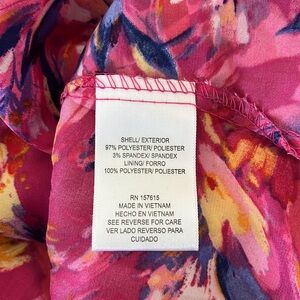 SHELL/ EXTERIOR
97% POLYESTER/ POLIESTER
3% SPANDEX/ SPANDEX
LINING/ FORRO
100% POLYESTER/ POLIESTER
RN 157615
MADE IN VIETNAM
HECHO EN VIETNAM
SEE REVERSE FOR CARE
VER LADO REVERSO PARA
CUIDADO